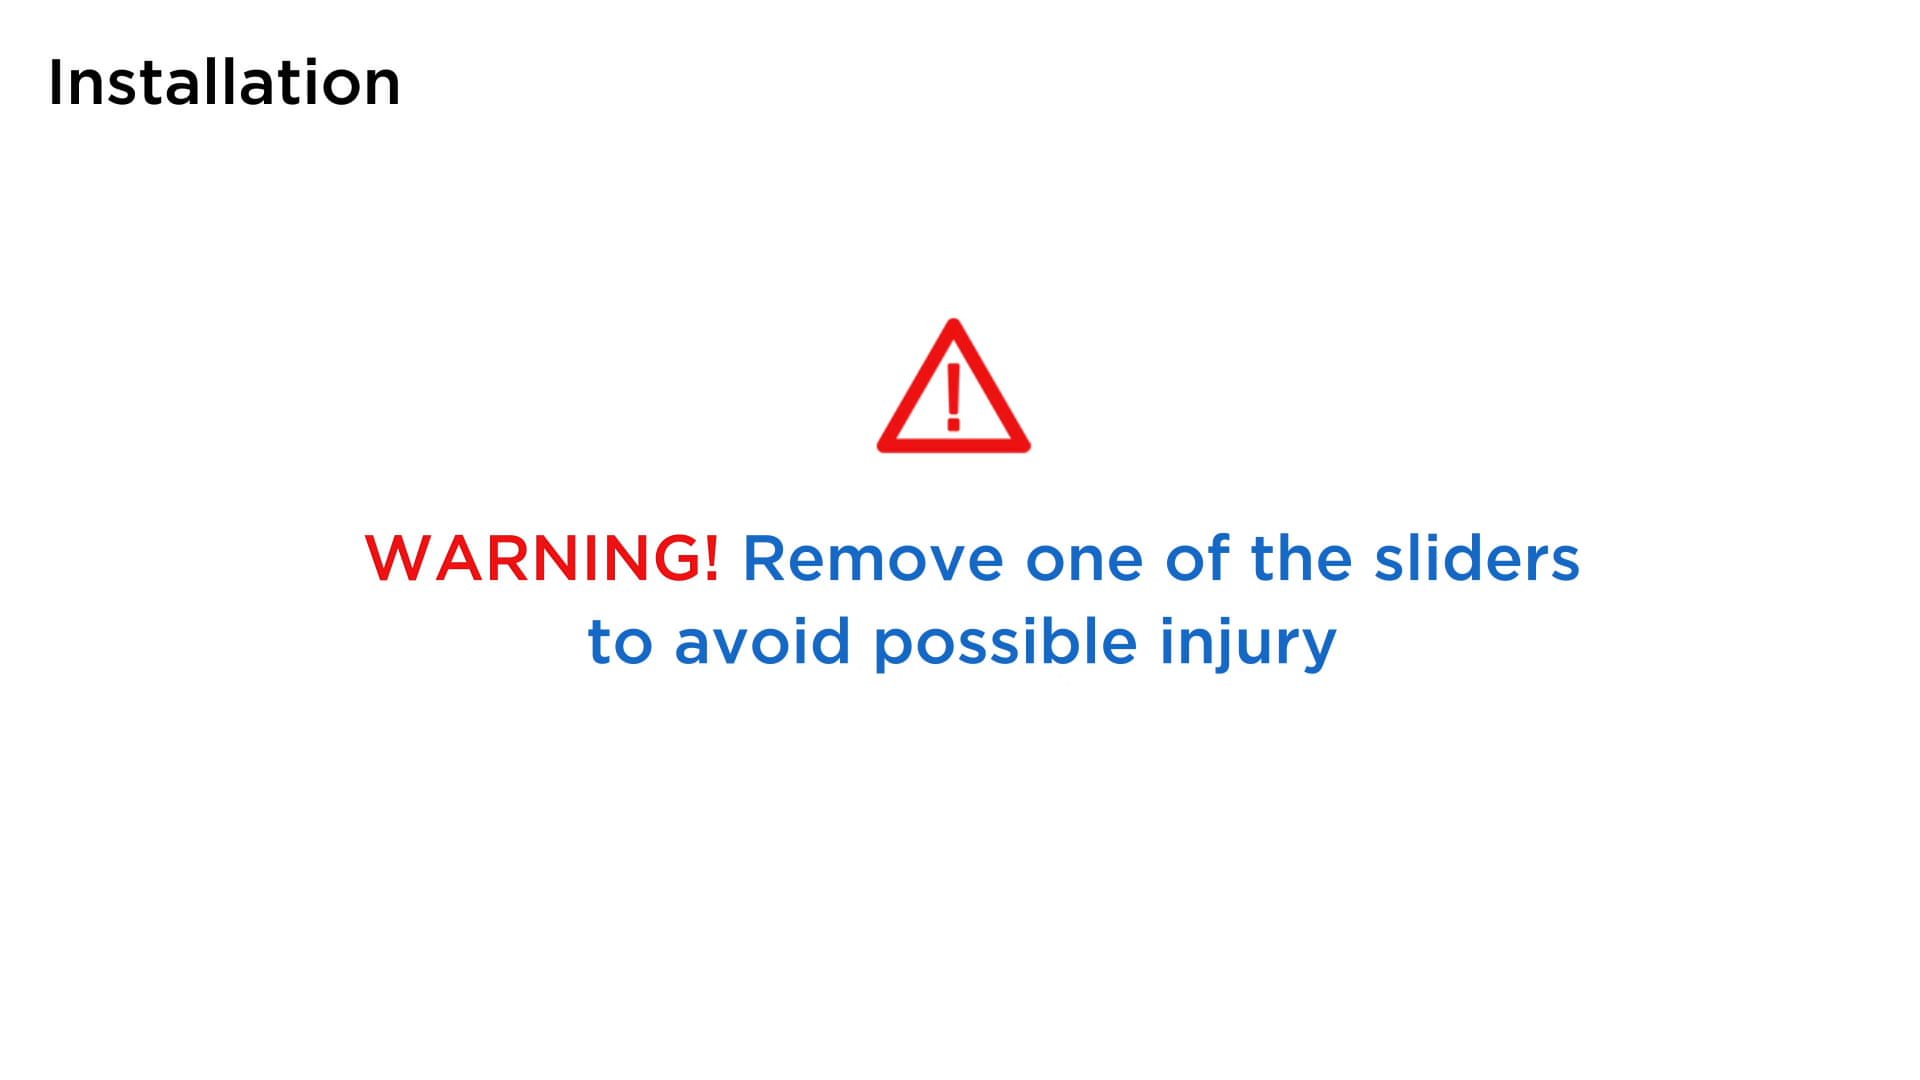 Installation
WARNING! Remove one of the sliders
to avoid possible injury